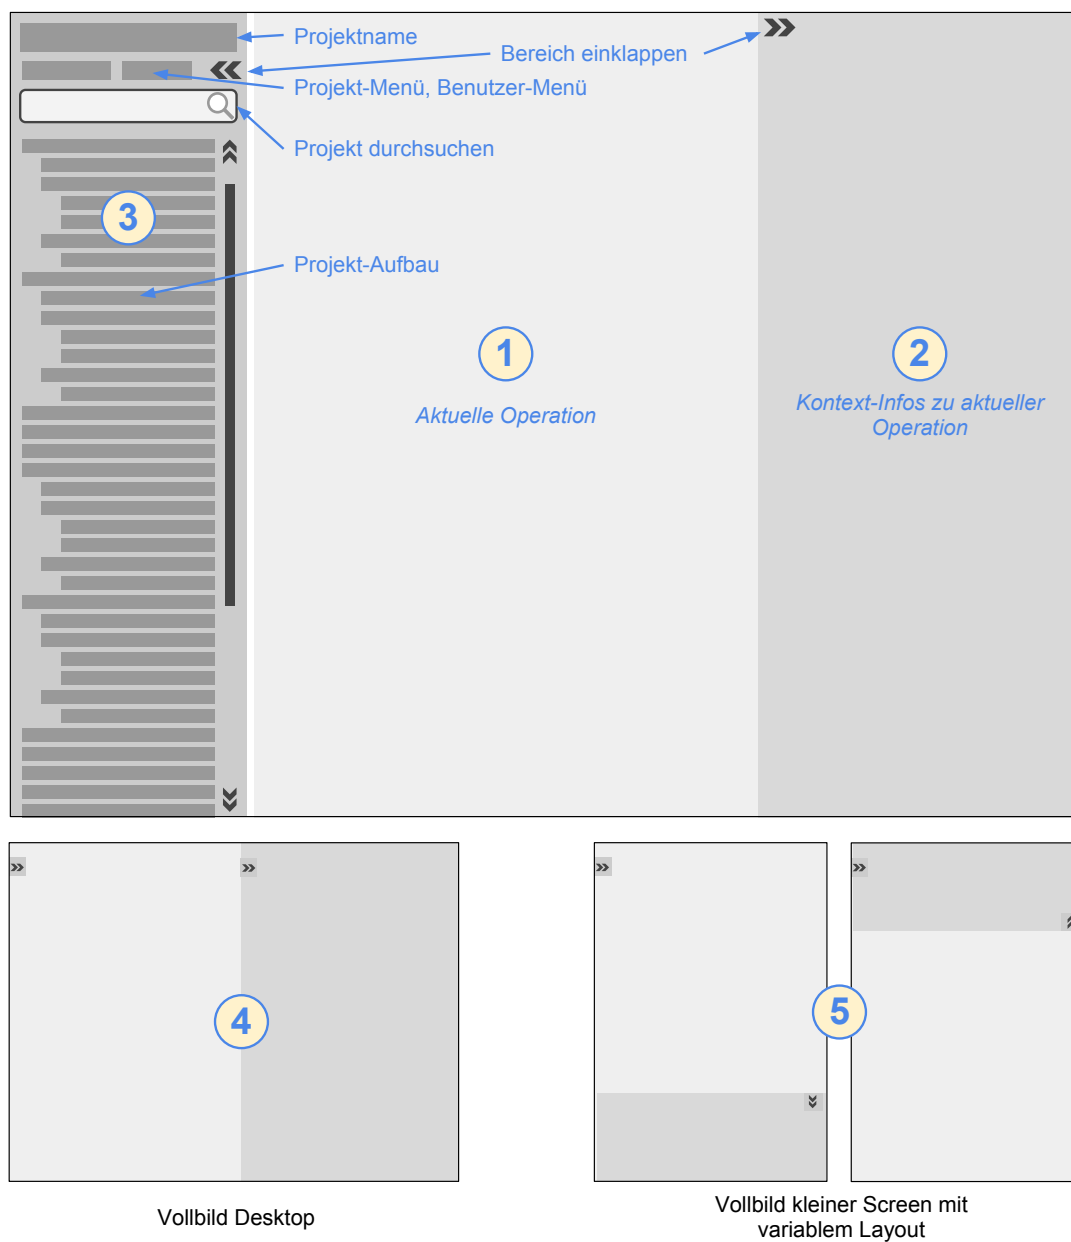 Projektname
Bereich einklappen
Projekt-Menü, Benutzer-Menü
Projekt durchsuchen
3
Projekt-Aufbau
1
Aktuelle Operation
2
Kontext-Infos zu aktueller
Operation
4
5
Vollbild Desktop
Vollbild kleiner Screen mit
variablem Layout